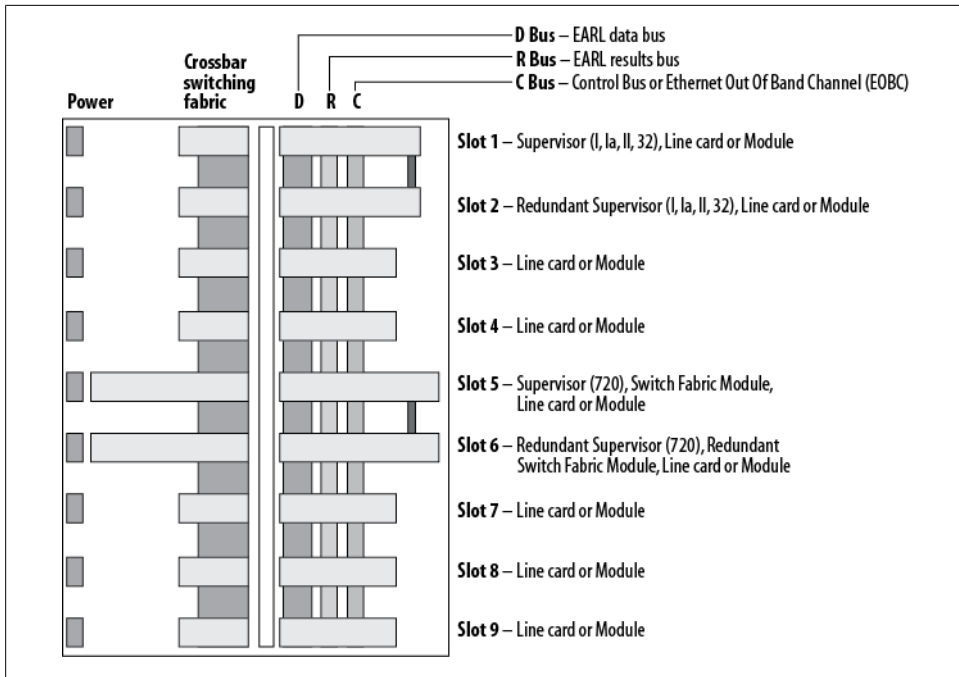 D Bus – EARL data bus
R Bus – EARL results bus
C Bus – Control Bus or Ethernet Out Of Band Channel (EOBC)
Power
Crossbar
switching
fabric
D R C
Slot 1 – Supervisor (I, Ia, II, 32), Line card or Module
Slot 2 – Redundant Supervisor (I, Ia, II, 32), Line card or Module
Slot 3 – Line card or Module
Slot 4 – Line card or Module
Slot 5 – Supervisor (720), Switch Fabric Module,
Line card or Module
Slot 6 – Redundant Supervisor (720), Redundant
Switch Fabric Module, Line card or Module
Slot 7 – Line card or Module
Slot 8 – Line card or Module
Slot 9 – Line card or Module